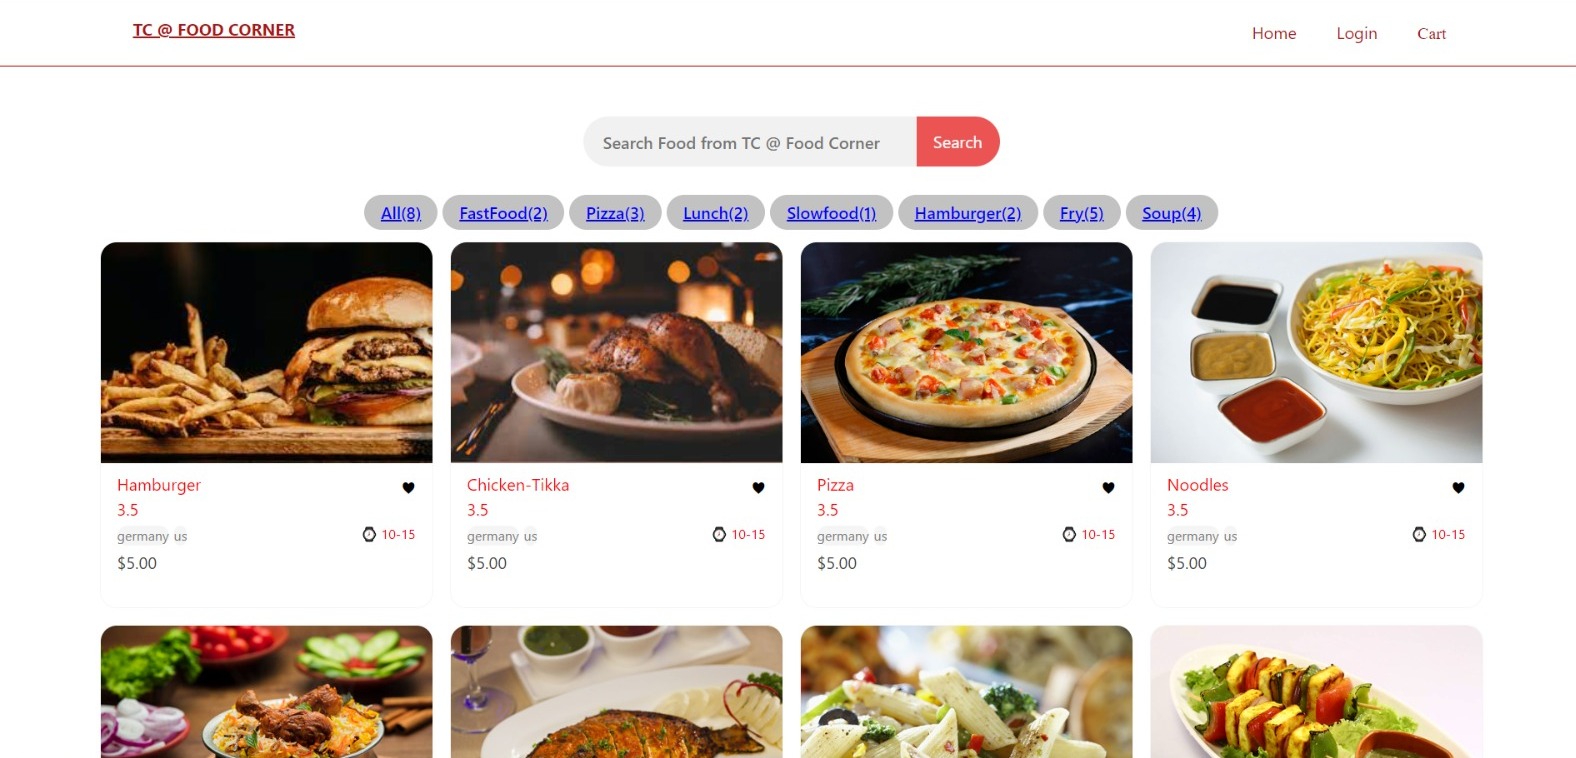 TC @ FOOD CORNER
Home Login Cart
Search Food from TC @ Food Corner Search
All(8) FastFood(2) Pizza(3) Lunch(2) Slowfood(1) Hamburger(2) Fry(5) Soup(4)
Hamburger
3.5
germany us 10-15
$5.00
Chicken-Tikka
3.5
germany us 10-15
$5.00
Pizza
3.5
germany us 10-15
$5.00
Noodles
3.5
germany us 10-15
$5.00